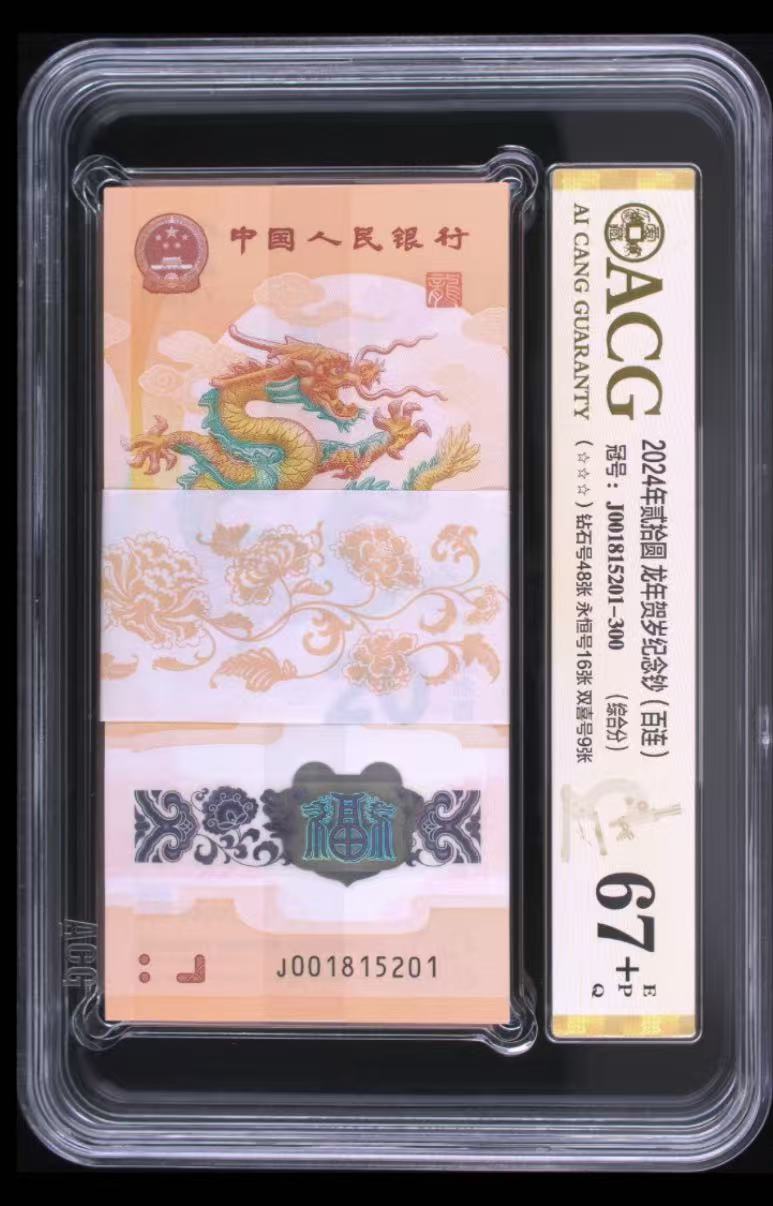 中国人民银行
龍
J001815201
ACG
AI CANG GUARANTY
2024年贰拾圆 龙年贺岁纪念钞（百连）
冠号：J001815201-300 （综合分）
（☆☆☆）钻石号48张 永恒号16张 双喜号9张
67+
E
P
Q
ACG